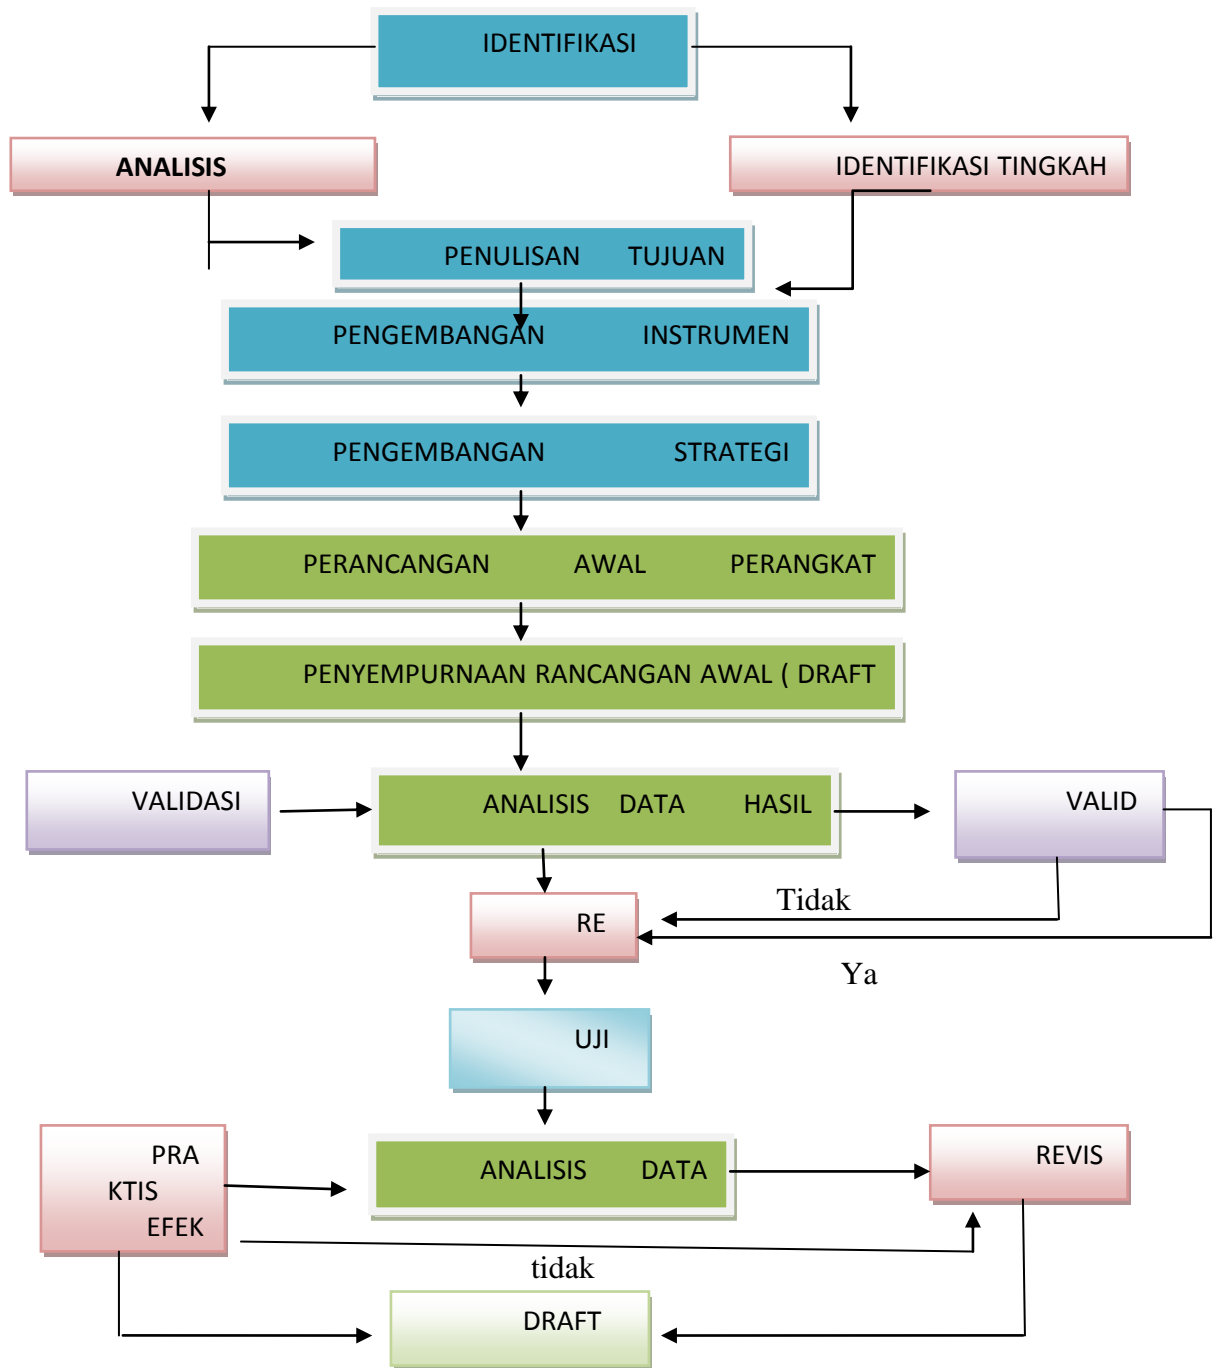 IDENTIFIKASI
ANALISIS
IDENTIFIKASI TINGKAH
PENULISAN TUJUAN
PENGEMBANGAN INSTRUMEN
PENGEMBANGAN STRATEGI
PERANCANGAN AWAL PERANGKAT
PENYEMPURNAAN RANCANGAN AWAL ( DRAFT
VALIDASI
ANALISIS DATA HASIL
VALID
Tidak
RE
Ya
UJI
PRA
KTIS
EFEK
ANALISIS DATA
REVIS
tidak
DRAFT